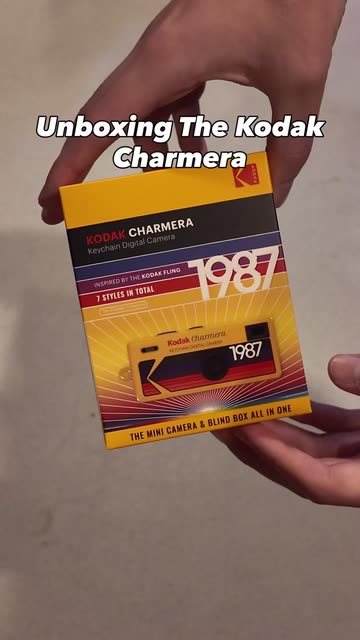 Unboxing The Kodak
Charmera
KODAK
KODAK CHARMERA
Keychain Digital Camera
INSPIRED BY THE KODAK FLING
1987
7 STYLES IN TOTAL
Kodak Charmera
KEYCHAIN DIGITAL CAMERA
1987
THE MINI CAMERA & BLIND BOX ALL IN ONE